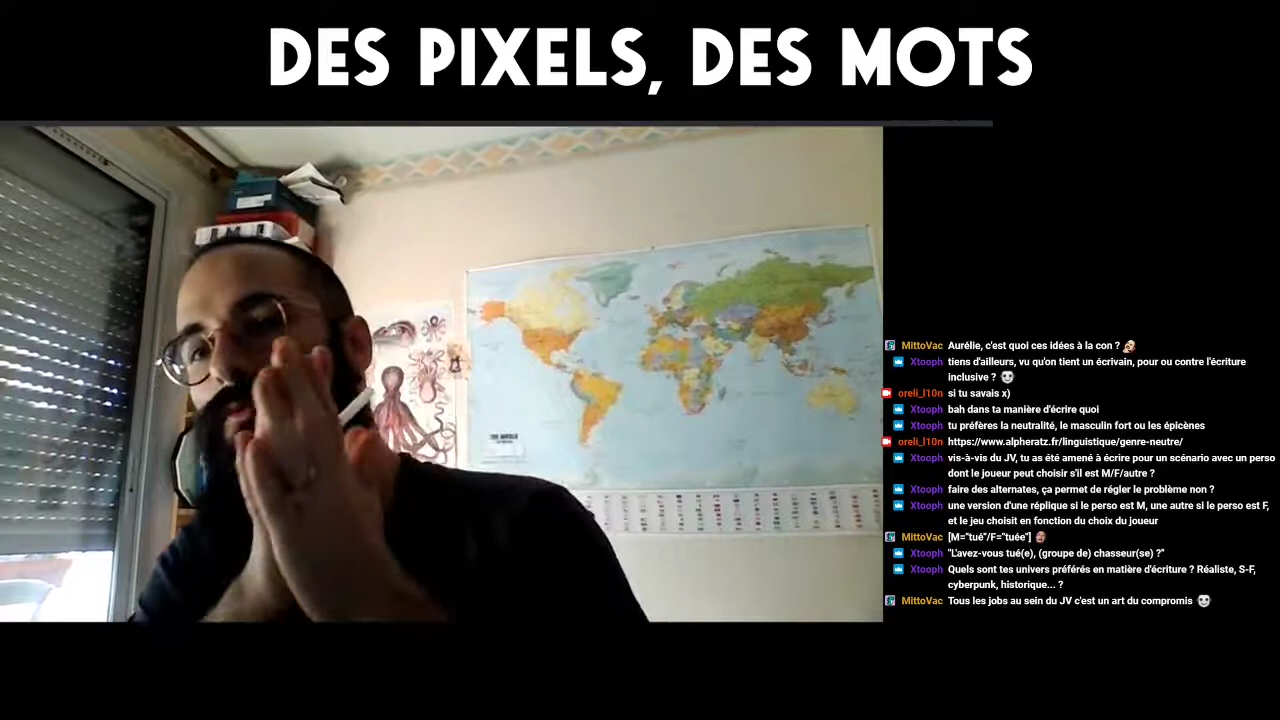 DES PIXELS, DES MOTS
MittoVac Aurélie, c'est quoi ces idées à la con ?
Xtooph tiens d'ailleurs, vu qu'on tient un écrivain, pour ou contre l'écriture
inclusive ?
oreli_l10n si tu savais x)
Xtooph bah dans ta manière d'écrire quoi
Xtooph tu préfères la neutralité, le masculin fort ou les épicènes
oreli_l10n https://www.alpheratz.fr/linguistique/genre-neutre/
Xtooph vis-à-vis du JV, tu as été amené à écrire pour un scénario avec un perso
dont le joueur peut choisir s'il est M/F/autre ?
Xtooph faire des alternates, ça permet de régler le problème non ?
Xtooph une version d'une réplique si le perso est M, une autre si le perso est F,
et le jeu choisit en fonction du choix du joueur
MittoVac [M="tué"/F="tuée"]
Xtooph "L'avez-vous tué(e), (groupe de) chasseur(se) ?"
Xtooph Quels sont tes univers préférés en matière d'écriture ? Réaliste, S-F,
cyberpunk, historique... ?
MittoVac Tous les jobs au sein du JV c'est un art du compromis